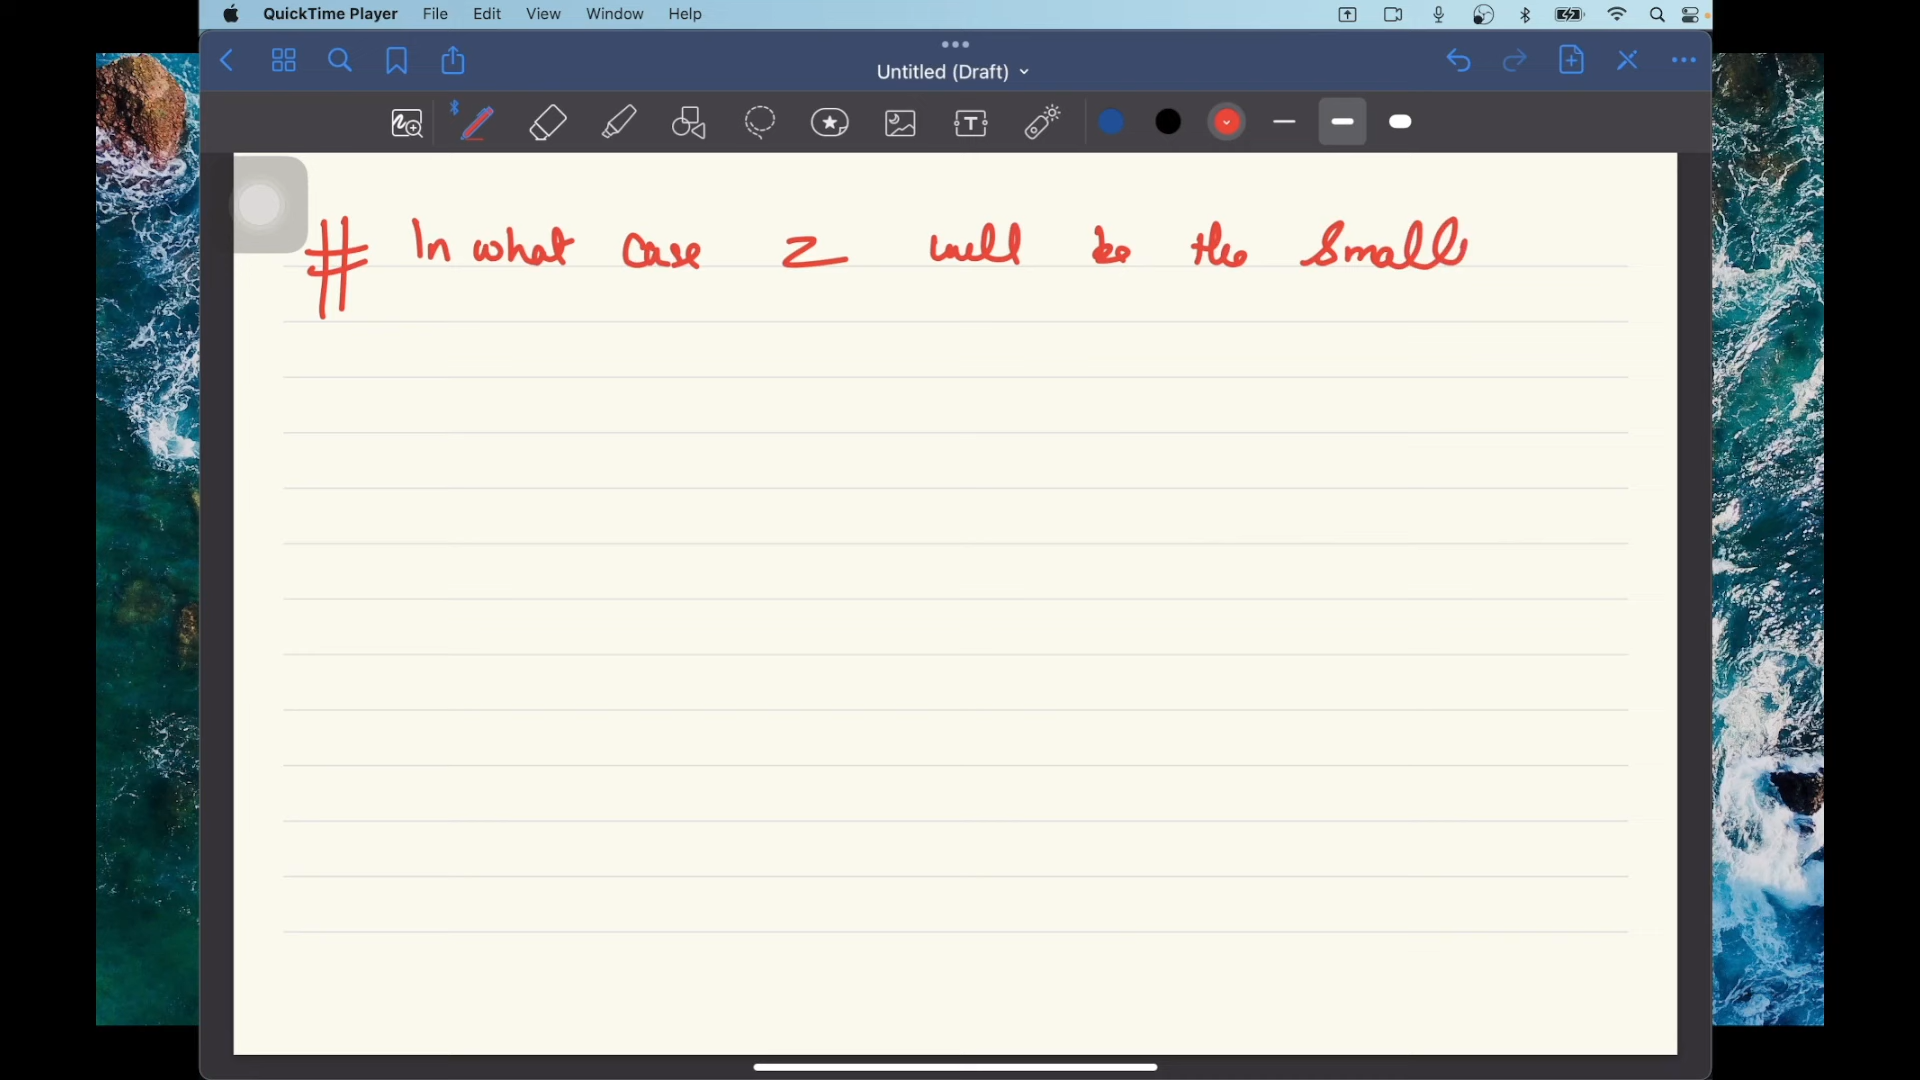 QuickTime Player File Edit View Window Help
Untitled (Draft)
# In what case Z will be the Small